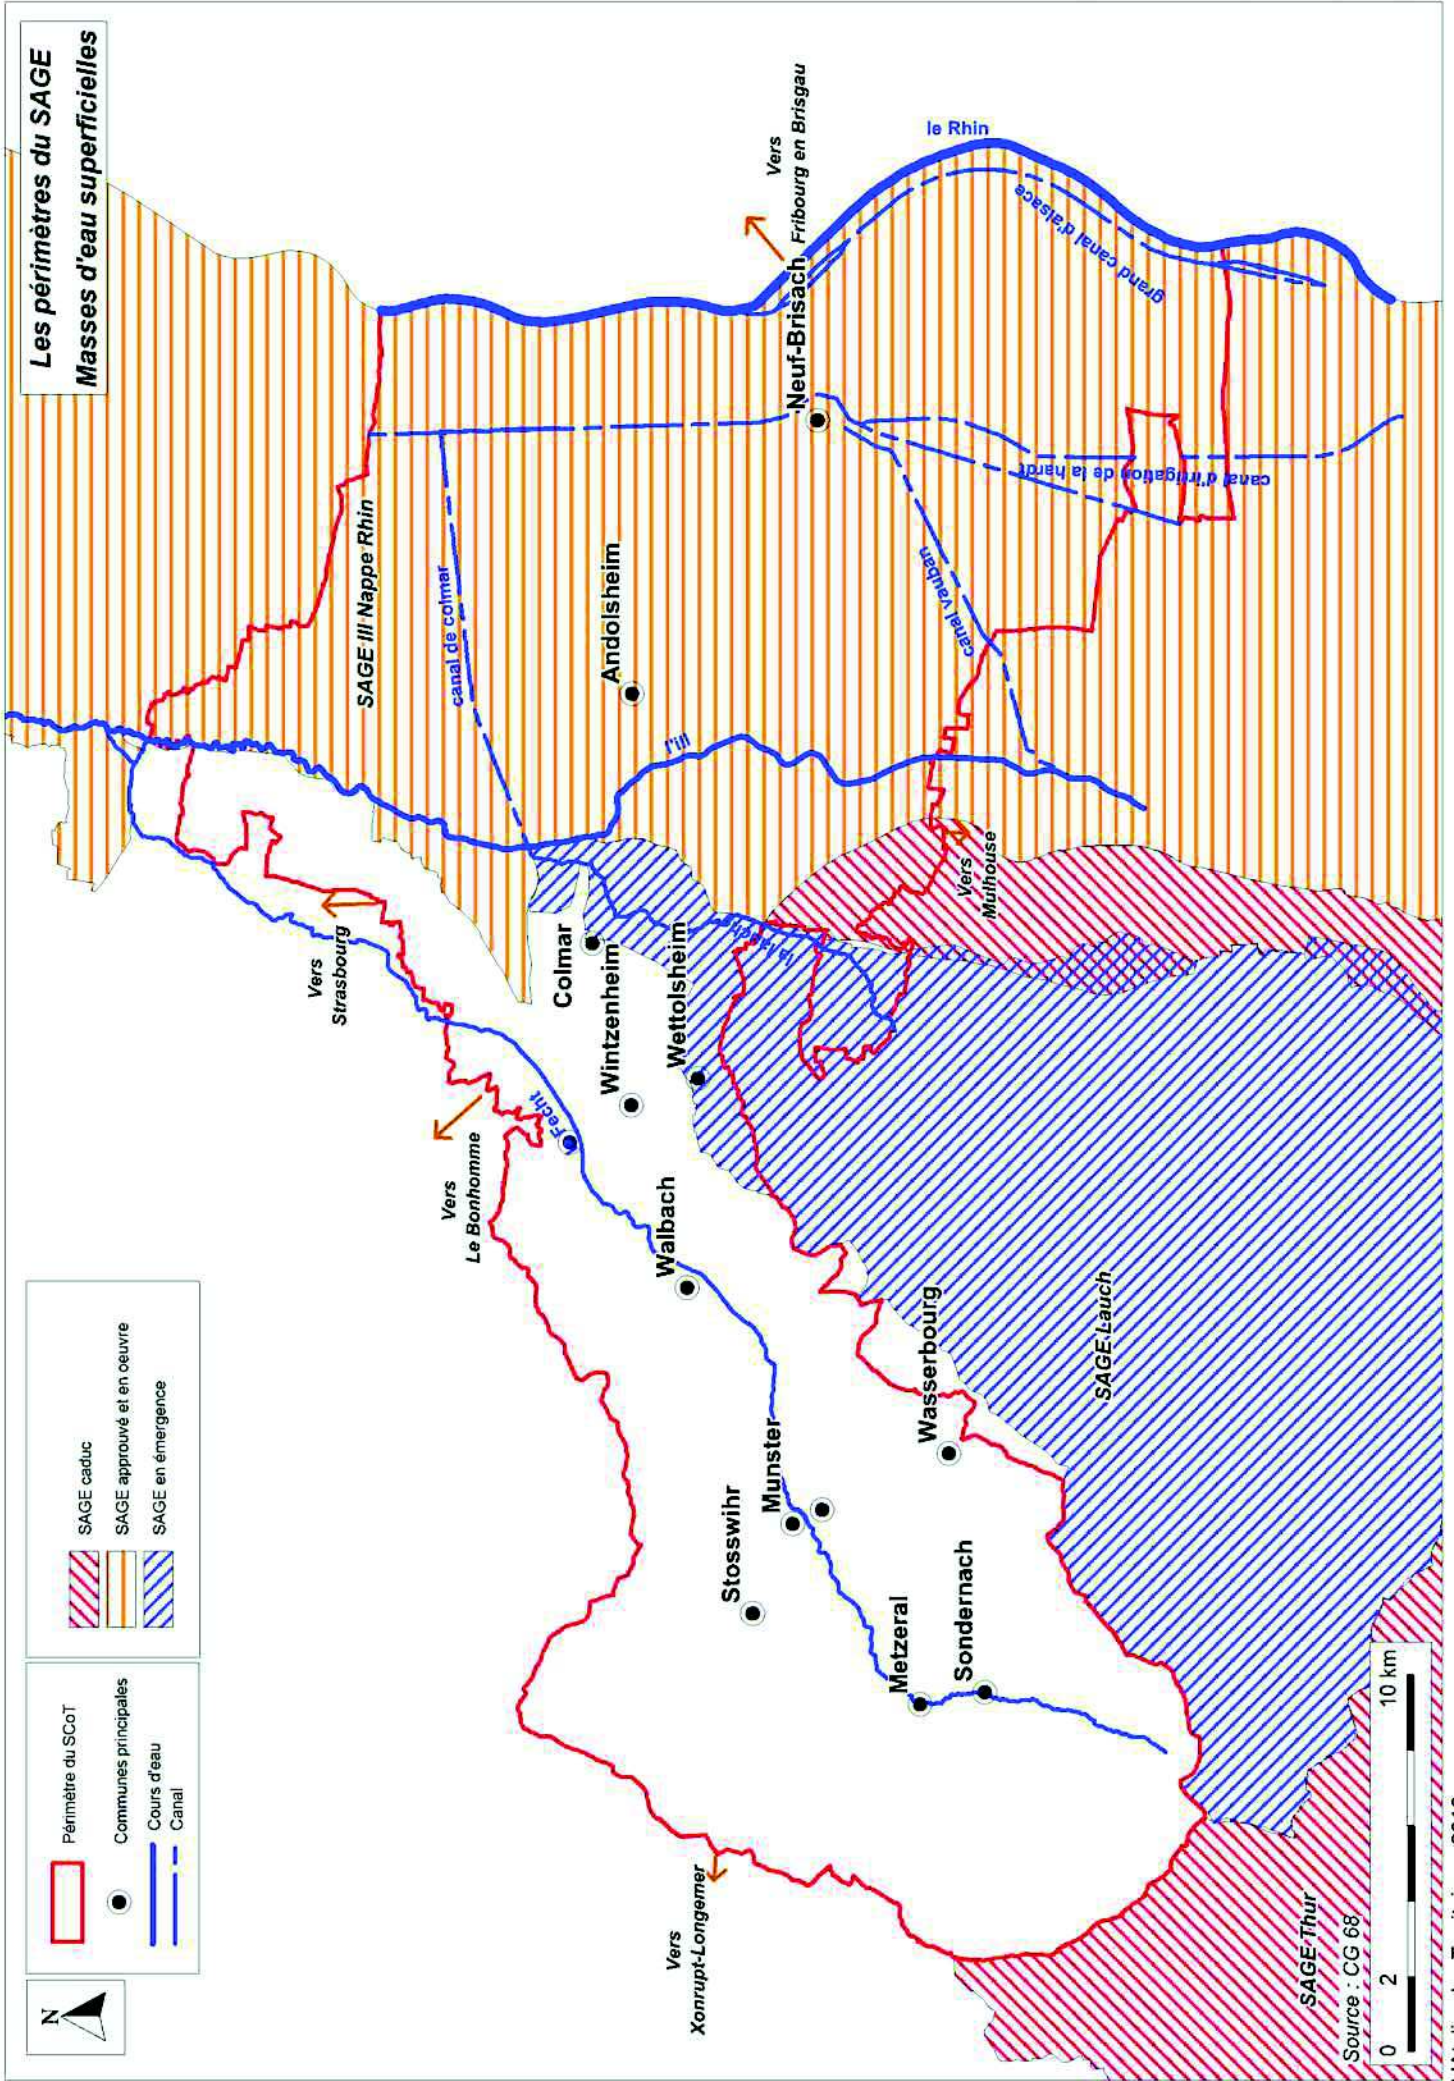 Les périmètres du SAGE
Masses d'eau superficielles
N
Périmètre du SCoT
Communes principales
Cours d'eau
Canal
SAGE caduc
SAGE approuvé et en oeuvre
SAGE en émergence
Vers
Strasbourg
Vers
Le Bonhomme
Vers
Xonrupt-Longemer
Vers
Mulhouse
Vers
Fribourg en Brisgau
SAGE Ill Nappe Rhin
canal de colmar
Andolsheim
l'ill
Neuf-Brisach
le Rhin
grand canal d'alsace
canal d'irrigation de la hardt
canal vauban
Colmar
Wintzenheim
Wettolsheim
la lauch
Fecht
Walbach
Munster
Stosswihr
Wasserbourg
Metzeral
Sondernach
SAGE Lauch
SAGE Thur
Source : CG 68
0 2 10 km